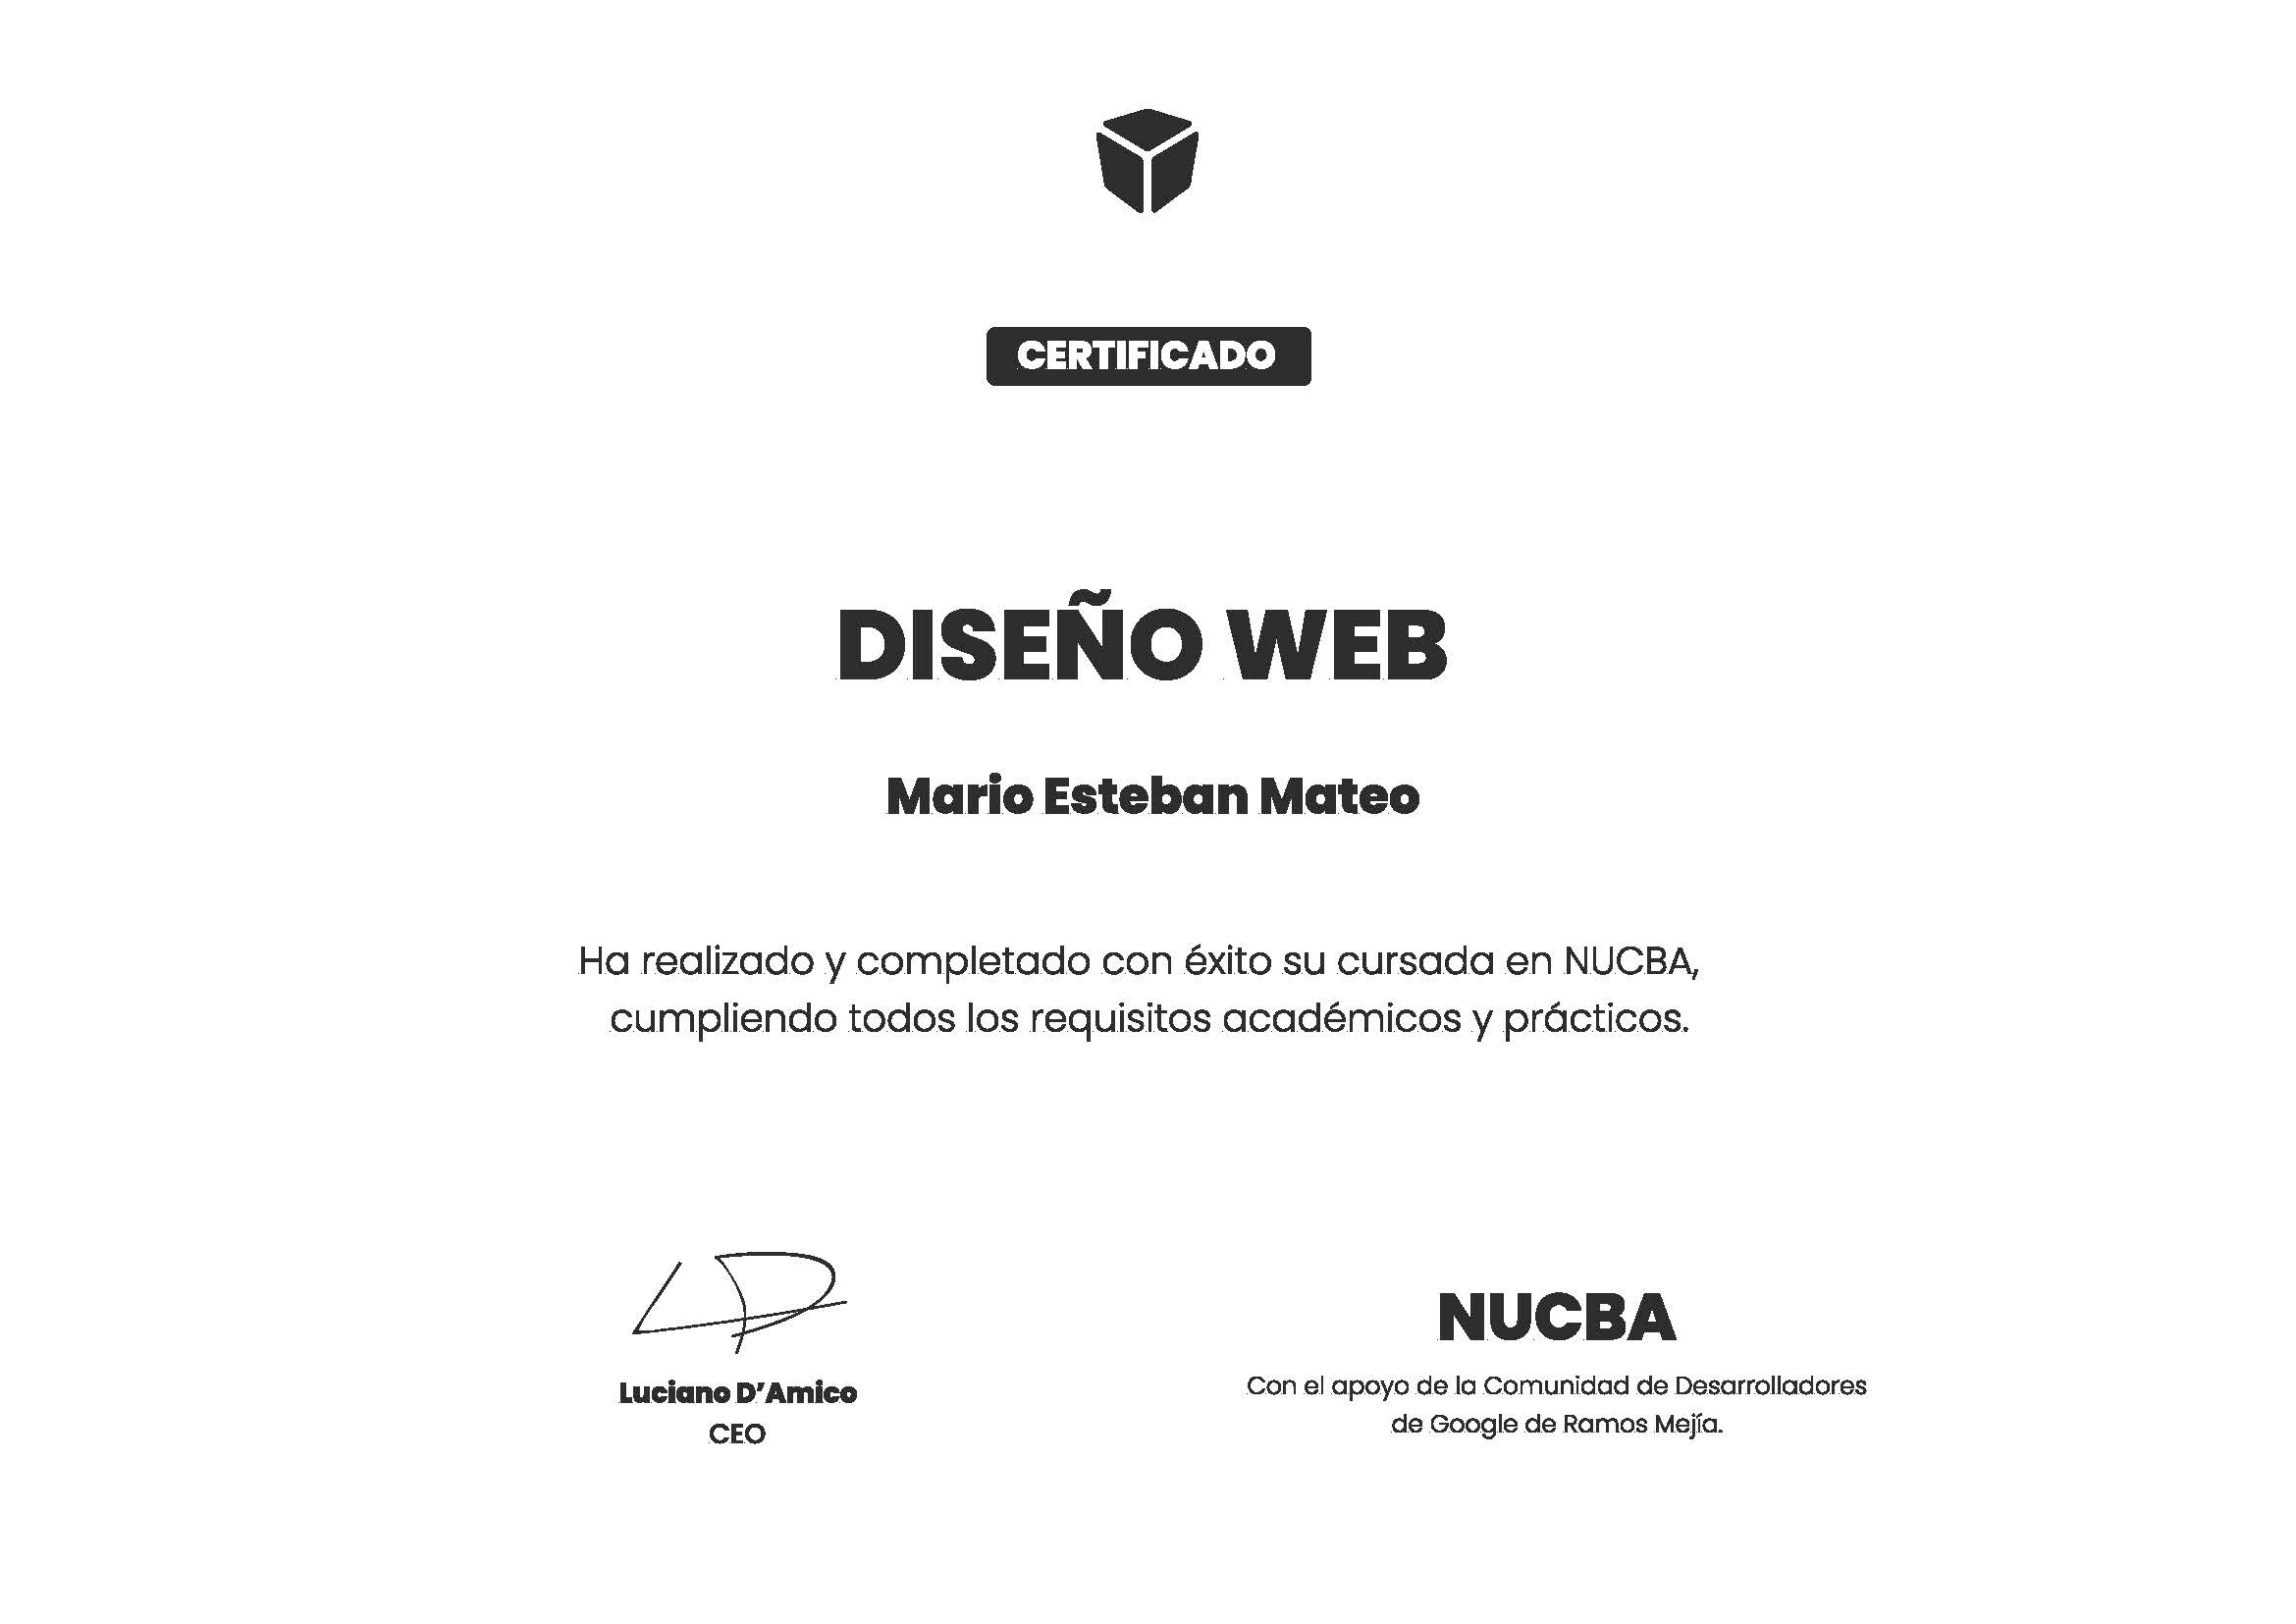 CERTIFICADO
DISEÑO WEB
Mario Esteban Mateo
Ha realizado y completado con éxito su cursada en NUCBA,
cumpliendo todos los requisitos académicos y prácticos.
Luciano D’Amico
CEO
NUCBA
Con el apoyo de la Comunidad de Desarrolladores
de Google de Ramos Mejía.